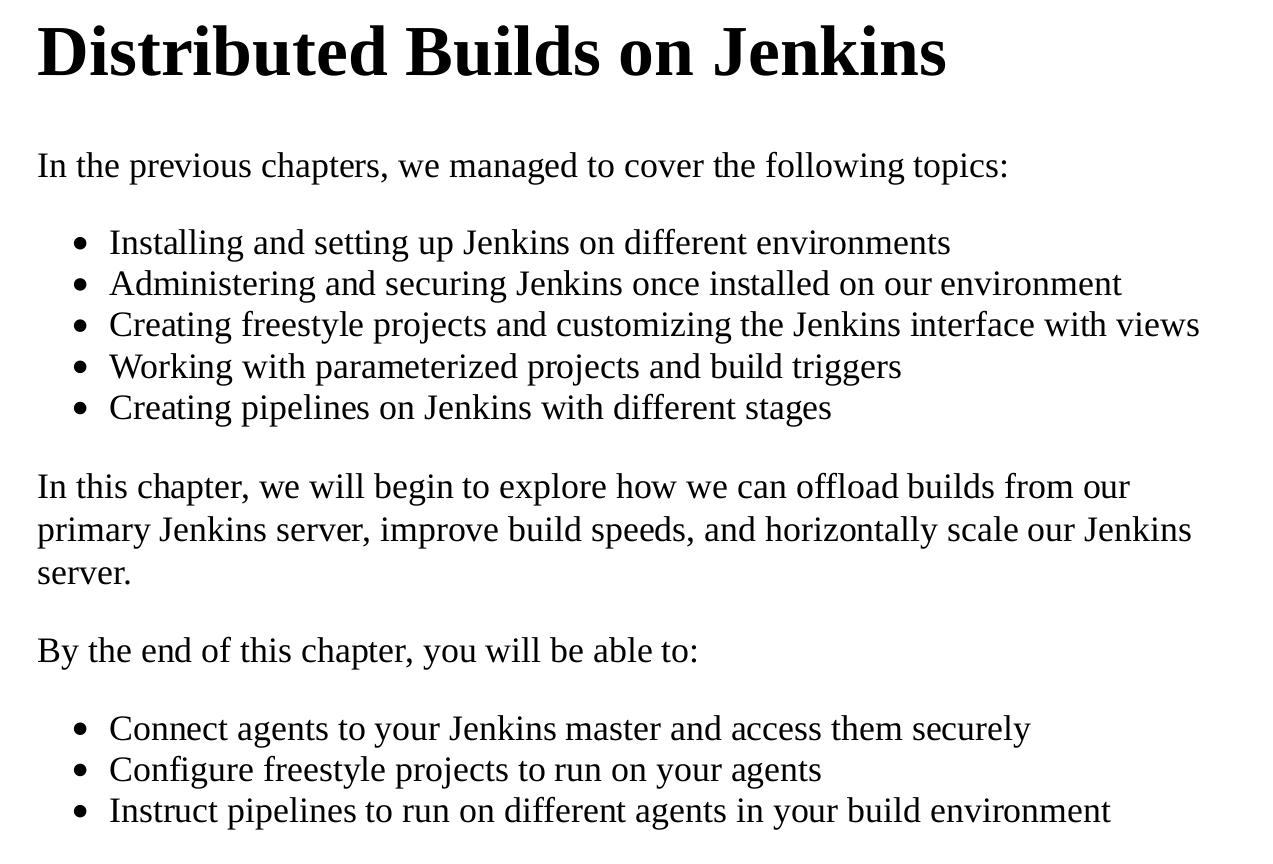 Distributed Builds on Jenkins
In the previous chapters, we managed to cover the following topics:
• Installing and setting up Jenkins on different environments
• Administering and securing Jenkins once installed on our environment
• Creating freestyle projects and customizing the Jenkins interface with views
• Working with parameterized projects and build triggers
• Creating pipelines on Jenkins with different stages
In this chapter, we will begin to explore how we can offload builds from our
primary Jenkins server, improve build speeds, and horizontally scale our Jenkins
server.
By the end of this chapter, you will be able to:
• Connect agents to your Jenkins master and access them securely
• Configure freestyle projects to run on your agents
• Instruct pipelines to run on different agents in your build environment